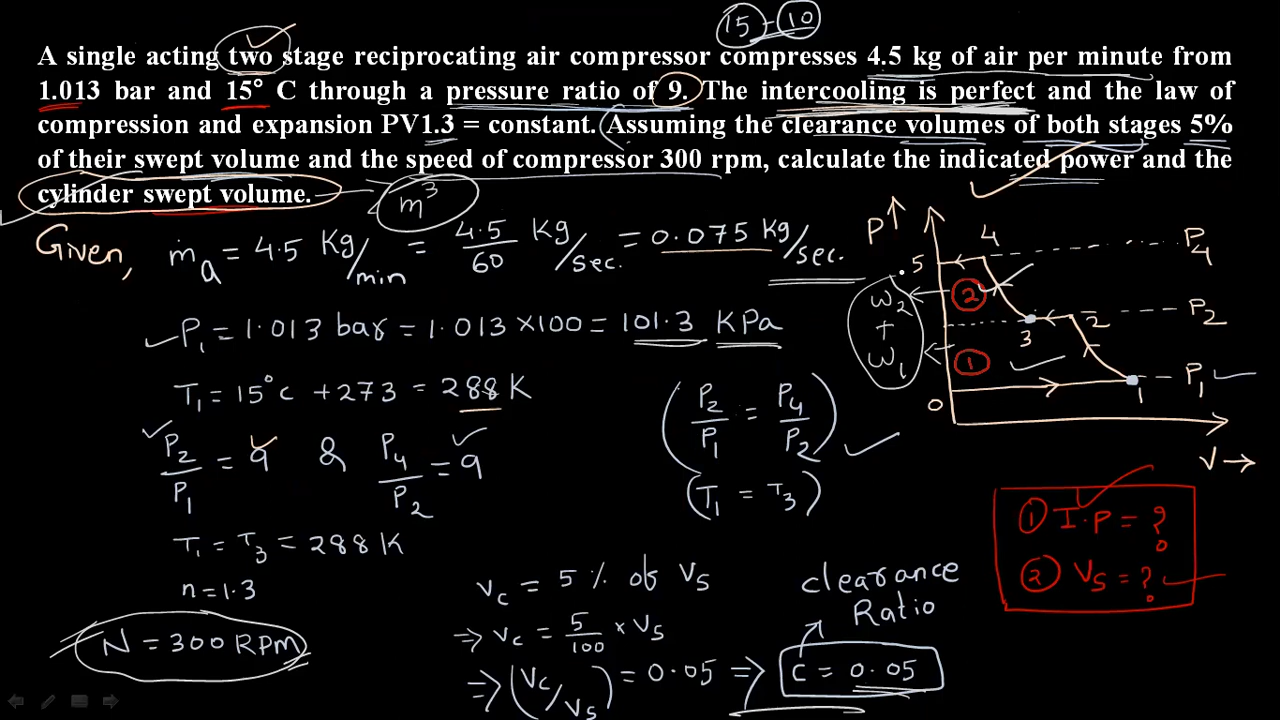 15 - 10
A single acting two stage reciprocating air compressor compresses 4.5 kg of air per minute from
1.013 bar and 15° C through a pressure ratio of 9. The intercooling is perfect and the law of
compression and expansion PV1.3 = constant. Assuming the clearance volumes of both stages 5%
of their swept volume and the speed of compressor 300 rpm, calculate the indicated power and the
cylinder swept volume.
m³
Given, ṁa = 4.5 Kg/min = 4.5/60 Kg/sec. = 0.075 Kg/sec.
P↑ 4 P4
5 2 W2 + W1 1
2 P2
3
P1 = 1.013 bar = 1.013 x 100 = 101.3 KPa
1 P1
0
V →
T1 = 15°c + 273 = 288 K
(P2/P1 = P4/P2)
P2/P1 = 9 & P4/P2 = 9
(T1 = T3)
T1 = T3 = 288 K
n = 1.3
N = 300 RPm
Vc = 5 % of Vs
⇒ Vc = 5/100 x Vs
⇒ (Vc/Vs) = 0.05 ⇒ C = 0.05
clearance
Ratio
① I.P = ?
② Vs = ?